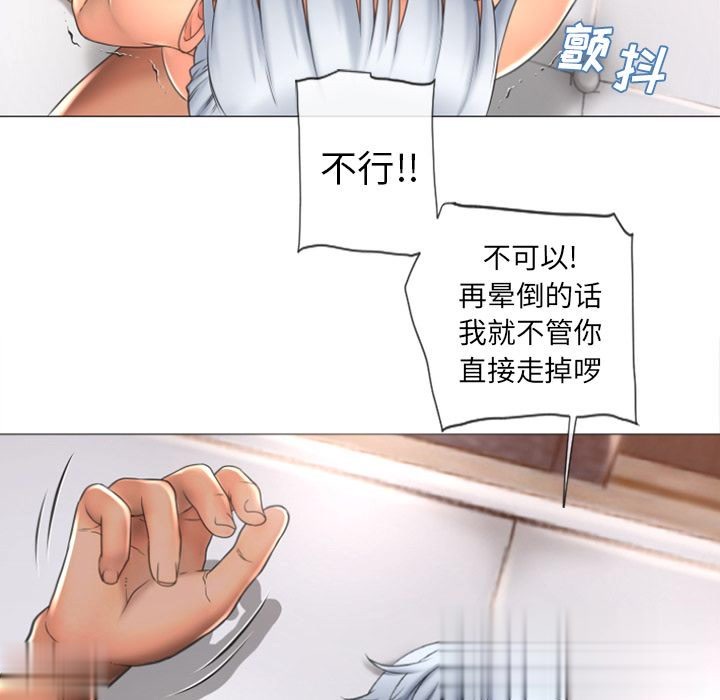 颤抖
不行!!
不可以!
再晕倒的话
我就不管你
直接走掉啰